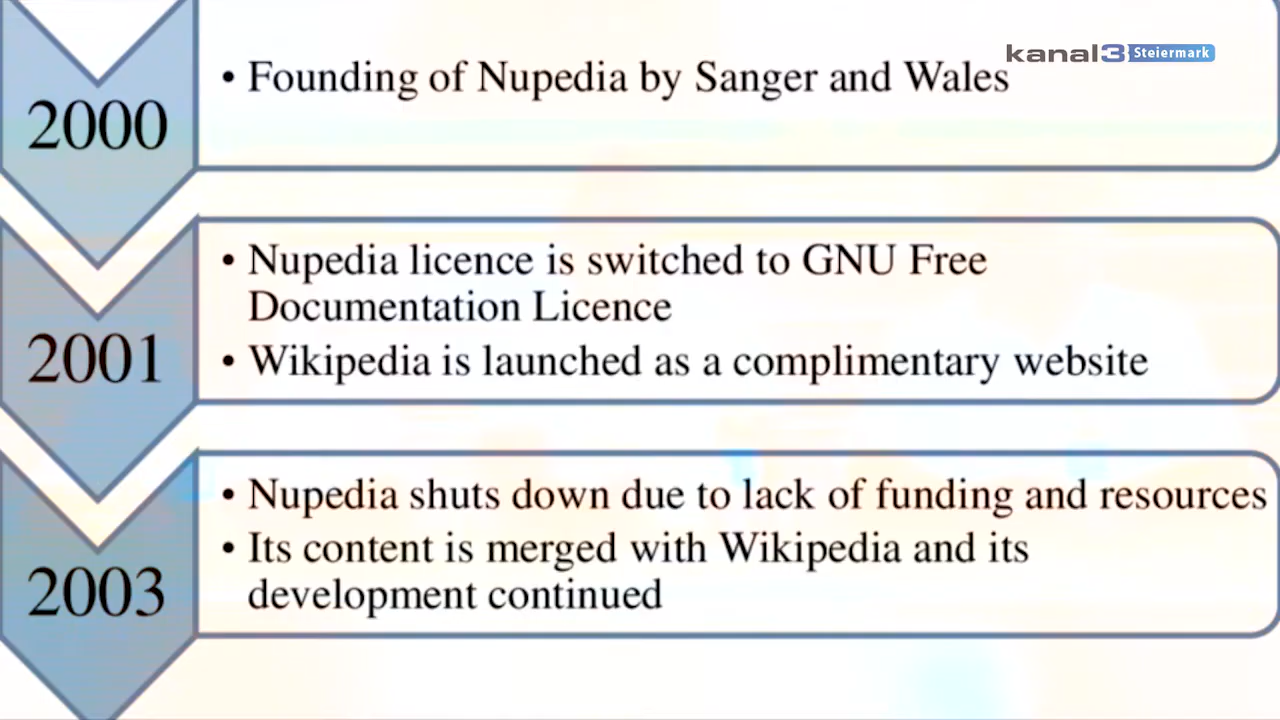 kanal3 Steiermark
• Founding of Nupedia by Sanger and Wales
2000
• Nupedia licence is switched to GNU Free
Documentation Licence
2001
• Wikipedia is launched as a complimentary website
• Nupedia shuts down due to lack of funding and resources
• Its content is merged with Wikipedia and its
2003
development continued